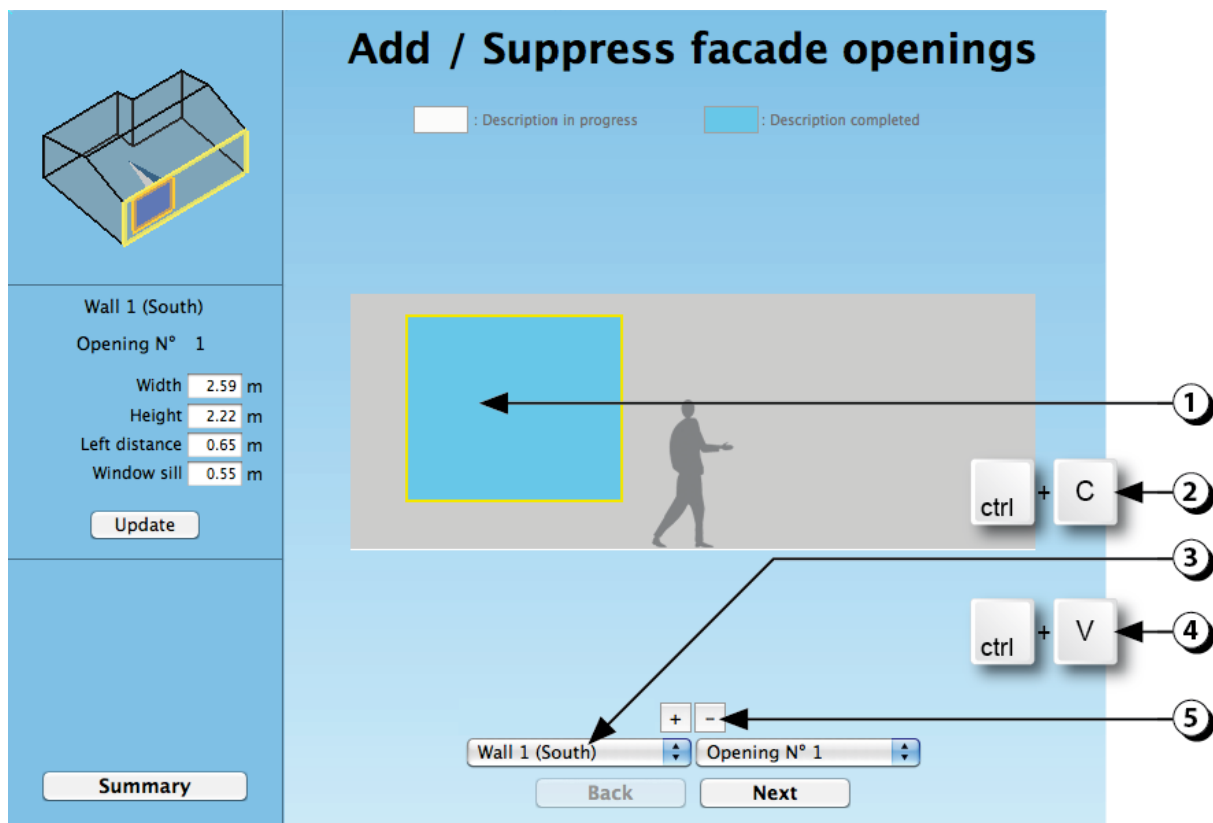 Add / Suppress facade openings
: Description in progress
: Description completed
Wall 1 (South)
Opening N° 1
Width 2.59 m
Height 2.22 m
Left distance 0.65 m
Window sill 0.55 m
Update
Summary
1
ctrl + C 2
3
ctrl + V 4
+ - 5
Wall 1 (South) Opening N° 1
Back Next